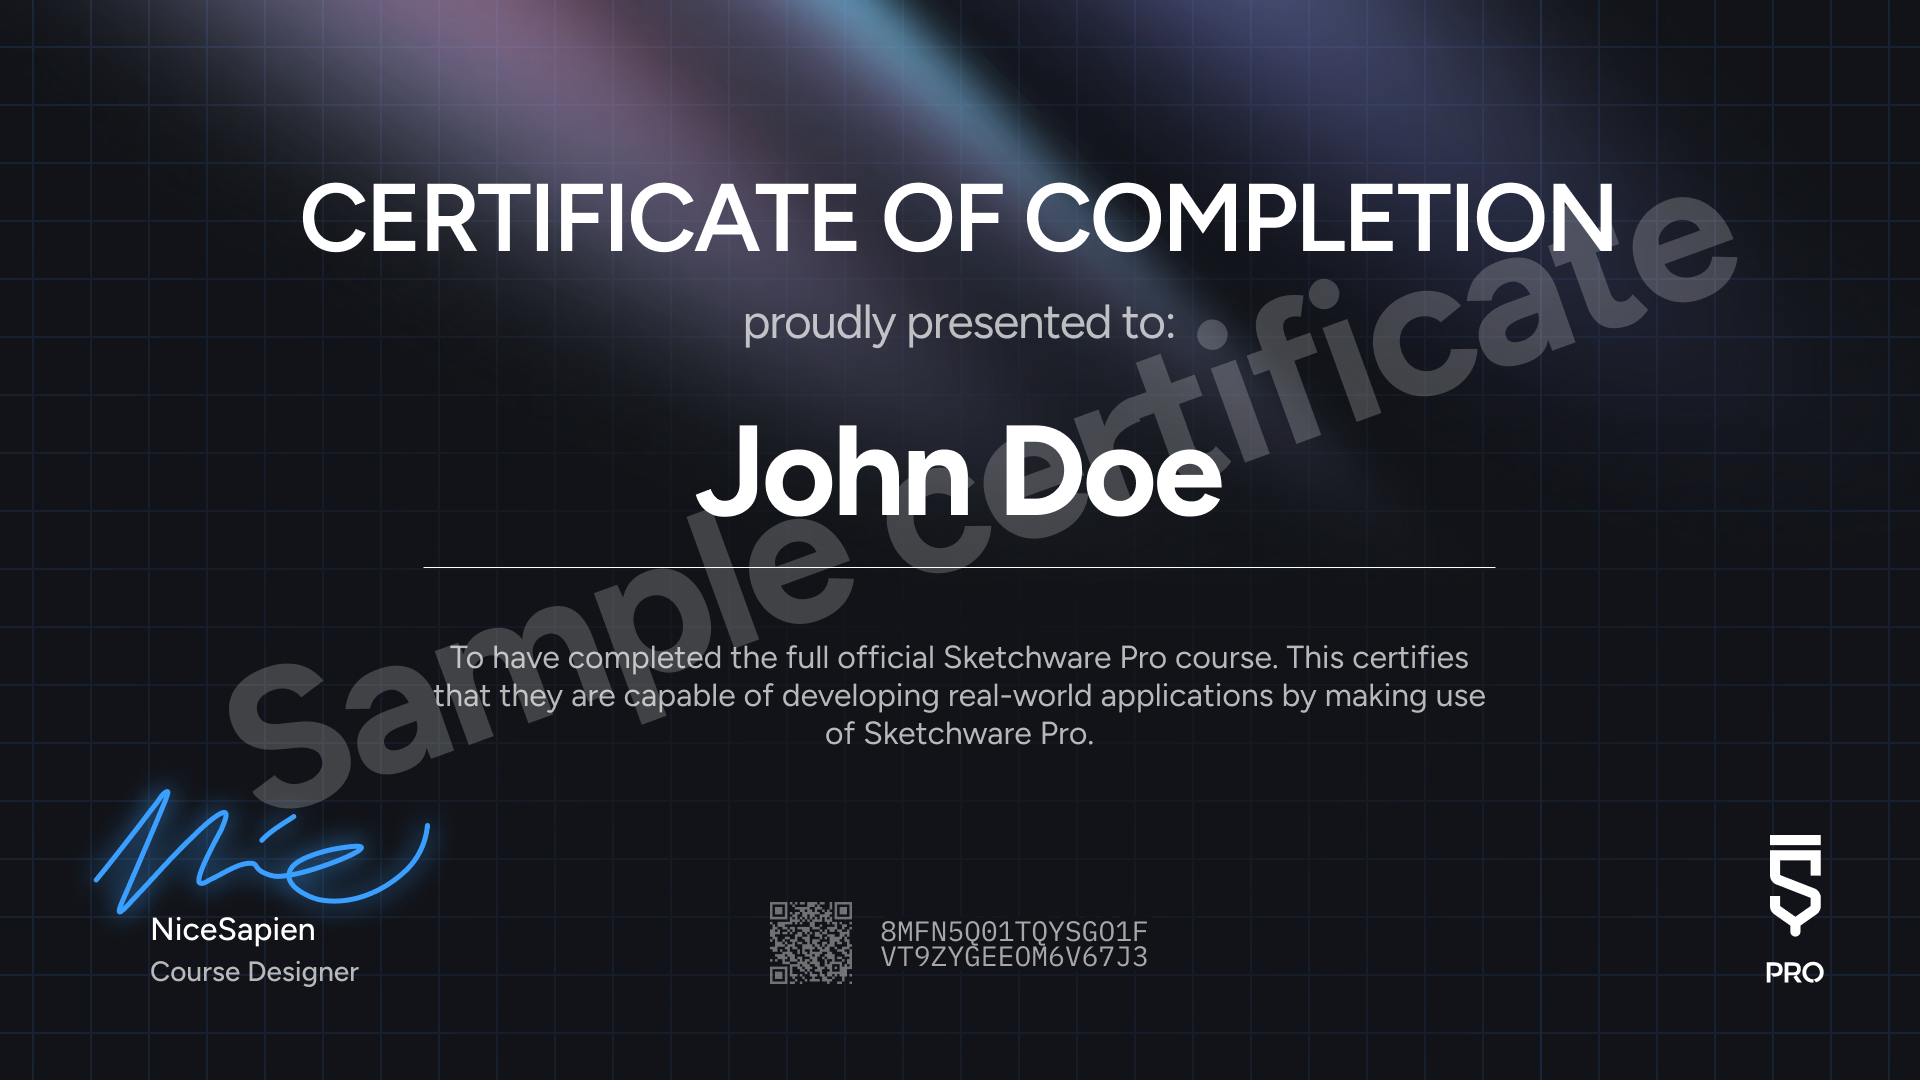 CERTIFICATE OF COMPLETION
proudly presented to:
John Doe
Sample certificate
To have completed the full official Sketchware Pro course. This certifies
that they are capable of developing real-world applications by making use
of Sketchware Pro.
Nice
NiceSapien
Course Designer
8MFN5Q01TQYSGO1F
VT9ZYGEEOM6V67J3
PRO